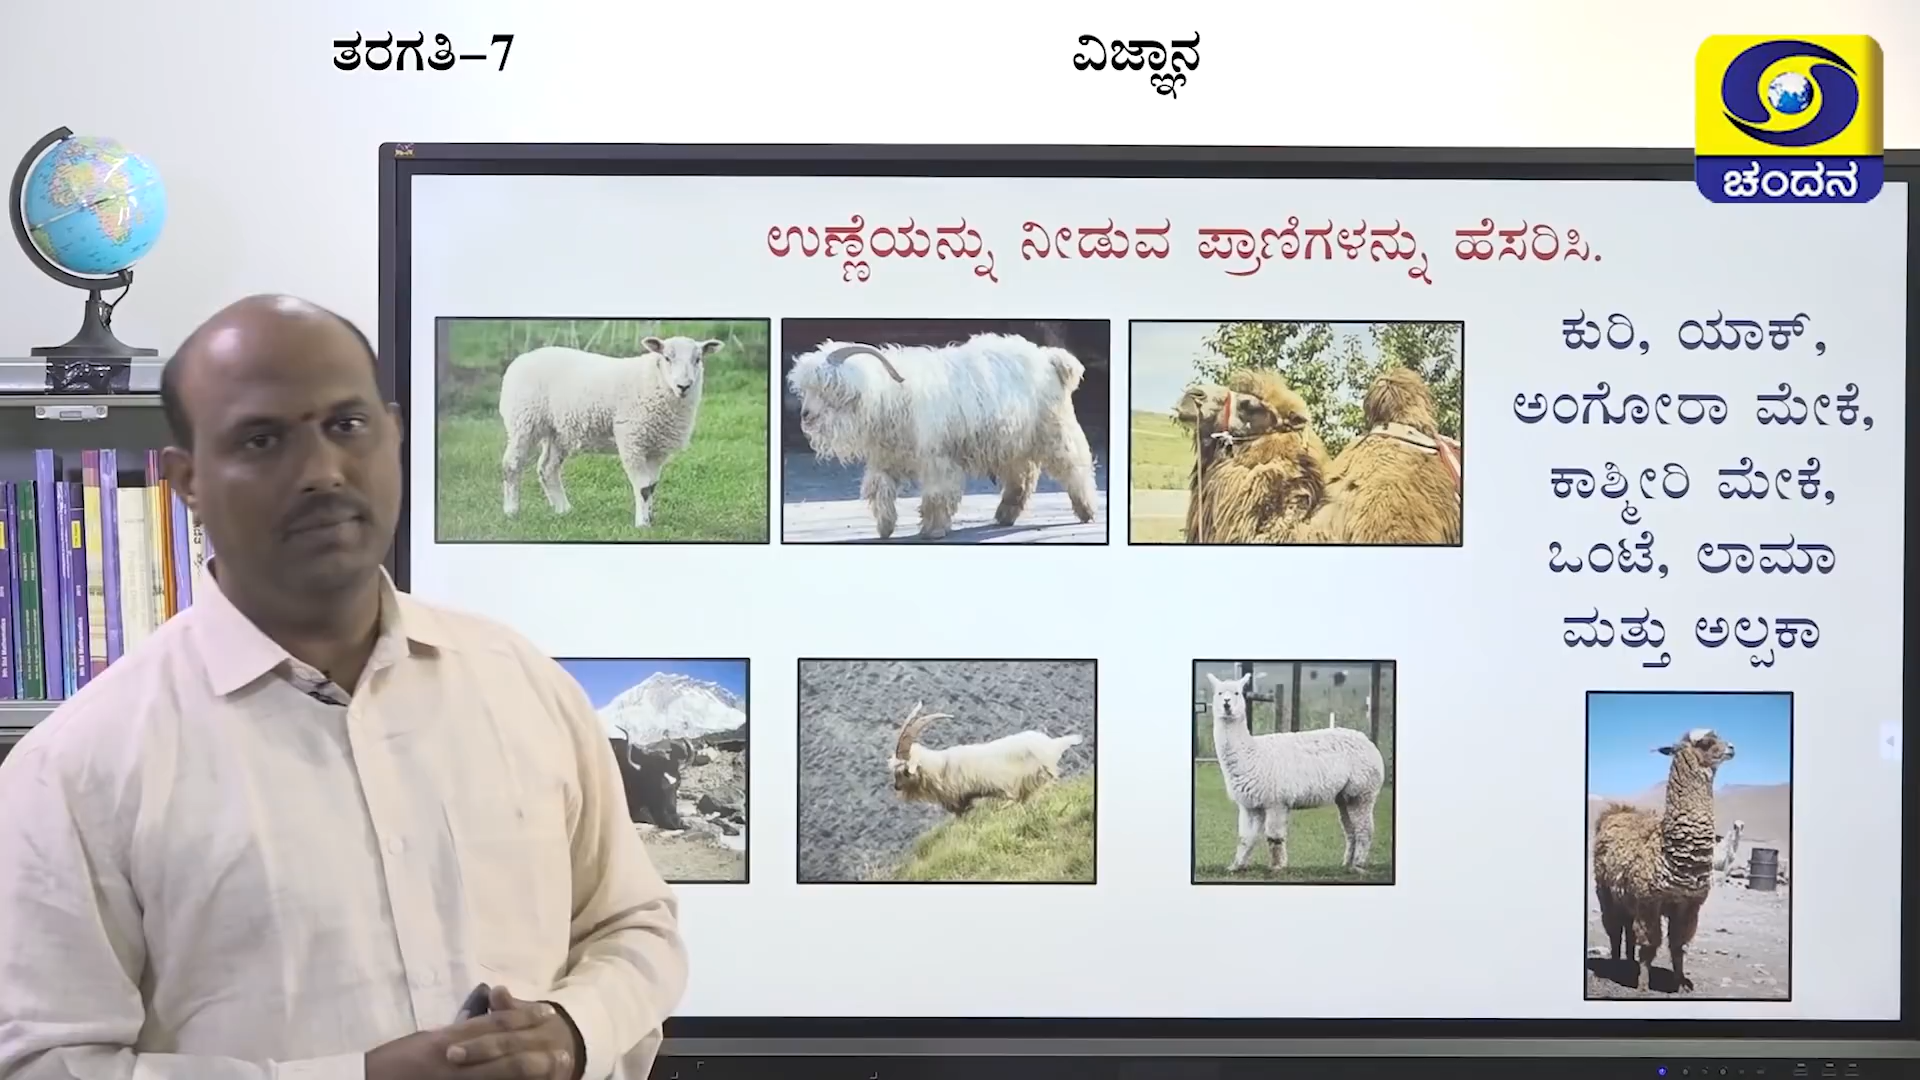 ತರಗತಿ-7
ವಿಜ್ಞಾನ
ಚಂದನ
ಉಣ್ಣೆಯನ್ನು ನೀಡುವ ಪ್ರಾಣಿಗಳನ್ನು ಹೆಸರಿಸಿ.
ಕುರಿ, ಯಾಕ್,
ಅಂಗೋರಾ ಮೇಕೆ,
ಕಾಶ್ಮೀರಿ ಮೇಕೆ,
ಒಂಟೆ, ಲಾಮಾ
ಮತ್ತು ಅಲ್ಪಕಾ